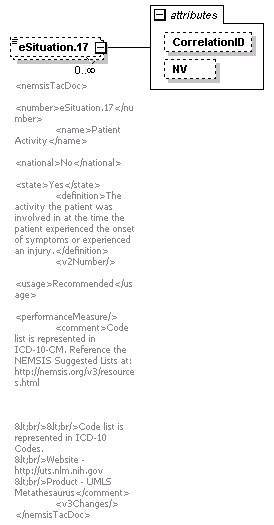 attributes
eSituation.17
CorrelationID
NV
0..∞
<nemsisTacDoc>
<number>eSituation.17</nu
mber>
<name>Patient
Activity</name>
<national>No</national>
<state>Yes</state>
<definition>The
activity the patient was
involved in at the time the
patient experienced the onset
of symptoms or experienced
an injury.</definition>
<v2Number/>
<usage>Recommended</us
age>
<performanceMeasure/>
<comment>Code
list is represented in
ICD-10-CM. Reference the
NEMSIS Suggested Lists at:
http://nemsis.org/v3/resource
s.html
&lt;br/>&lt;br/>Code list is
represented in ICD-10
Codes.
&lt;br/>Website -
http://uts.nlm.nih.gov
&lt;br/>Product - UMLS
Metathesaurus</comment>
<v3Changes/>
</nemsisTacDoc>